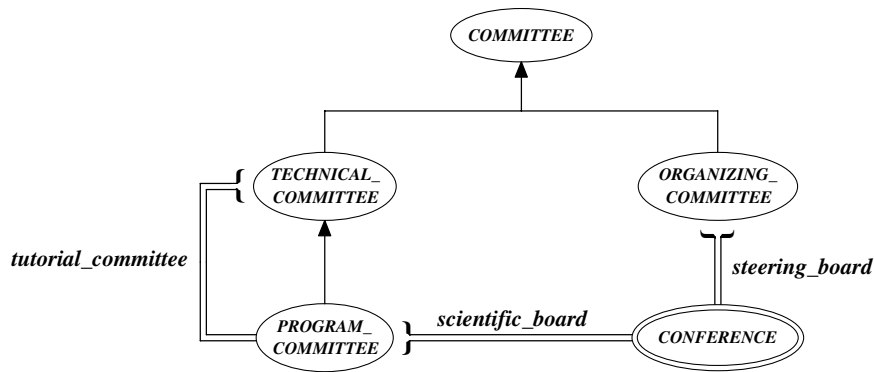 COMMITTEE
TECHNICAL_
COMMITTEE
ORGANIZING_
COMMITTEE
tutorial_committee
steering_board
scientific_board
PROGRAM_
COMMITTEE
CONFERENCE